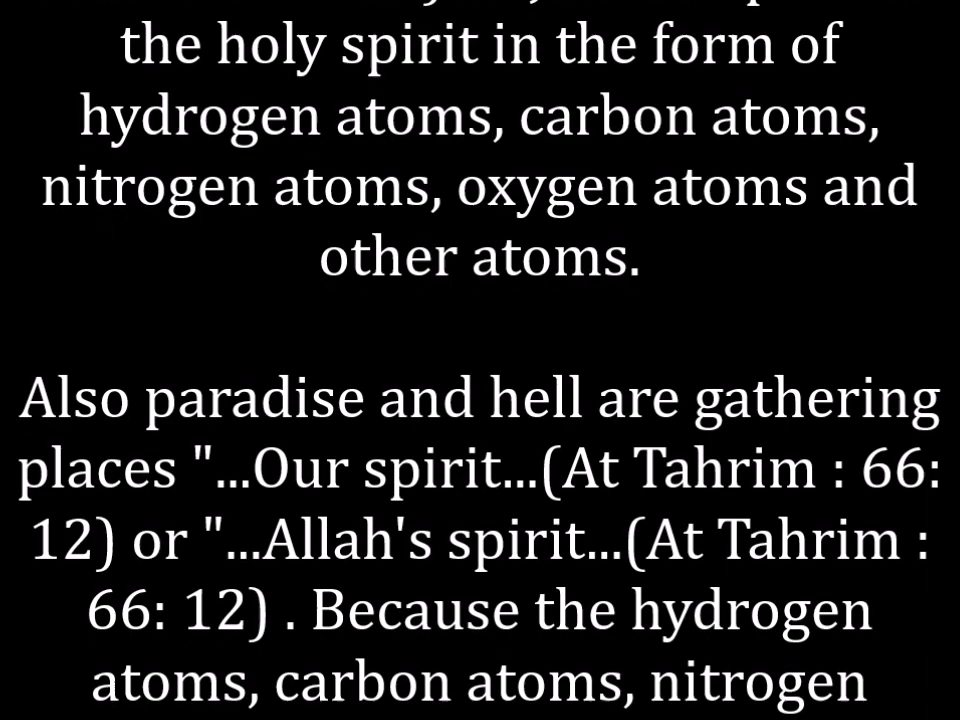 the holy spirit in the form of
hydrogen atoms, carbon atoms,
nitrogen atoms, oxygen atoms and
other atoms.
Also paradise and hell are gathering
places "...Our spirit...(At Tahrim : 66:
12) or "...Allah's spirit...(At Tahrim :
66: 12) . Because the hydrogen
atoms, carbon atoms, nitrogen